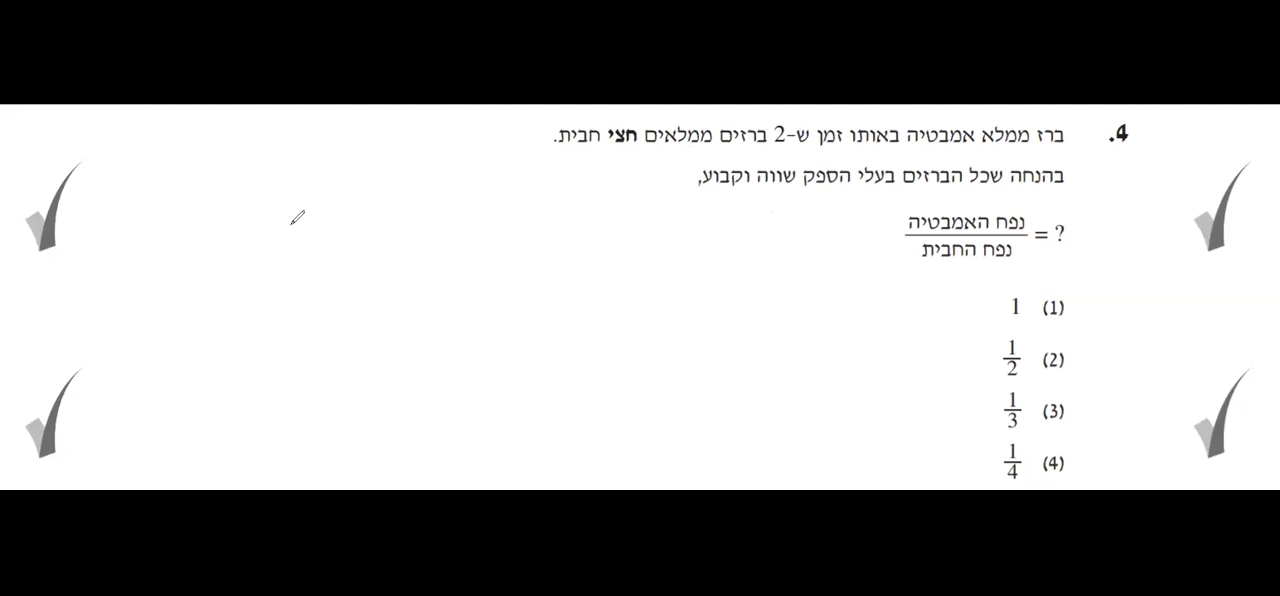 4. ברז ממלא אמבטיה באותו זמן ש-2 ברזים ממלאים חצי חבית.
בהנחה שכל הברזים בעלי הספק שווה וקבוע,
נפח האמבטיה
= ?
נפח החבית
(1) 1
(2) 1/2
(3) 1/3
(4) 1/4